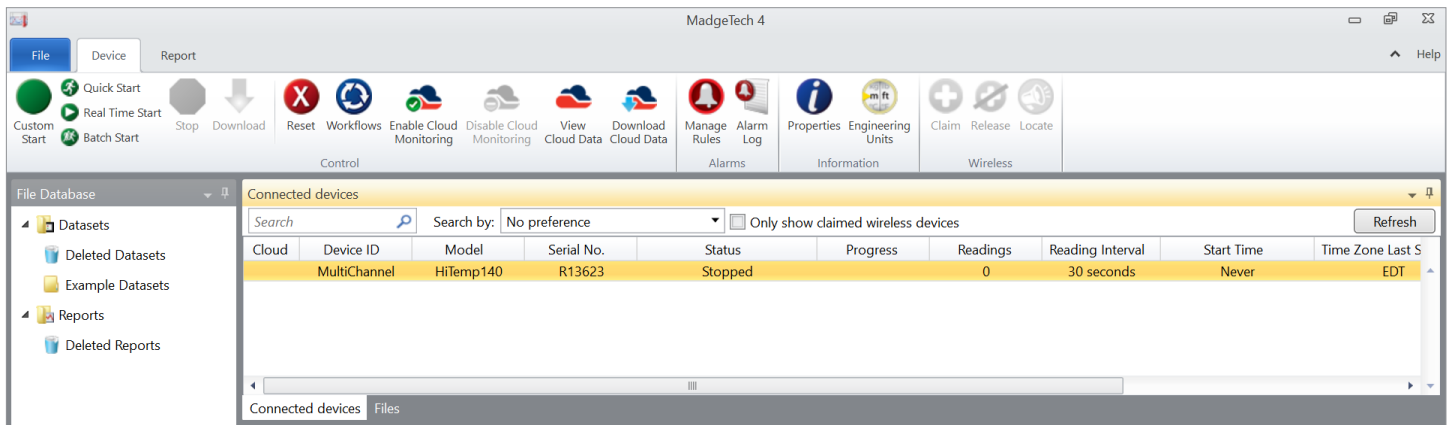 MadgeTech 4
File Device Report Help
Custom Start
Quick Start
Real Time Start
Batch Start
Stop
Download
Reset
Workflows
Enable Cloud Monitoring
Disable Cloud Monitoring
View Cloud Data
Download Cloud Data
Control
Manage Rules
Alarm Log
Alarms
Properties
Engineering Units
m ft
Information
Claim
Release
Locate
Wireless
File Database
Datasets
Deleted Datasets
Example Datasets
Reports
Deleted Reports
Connected devices
Search Search by: No preference Only show claimed wireless devices Refresh
Cloud Device ID Model Serial No. Status Progress Readings Reading Interval Start Time Time Zone Last S
MultiChannel HiTemp140 R13623 Stopped 0 30 seconds Never EDT
Connected devices Files